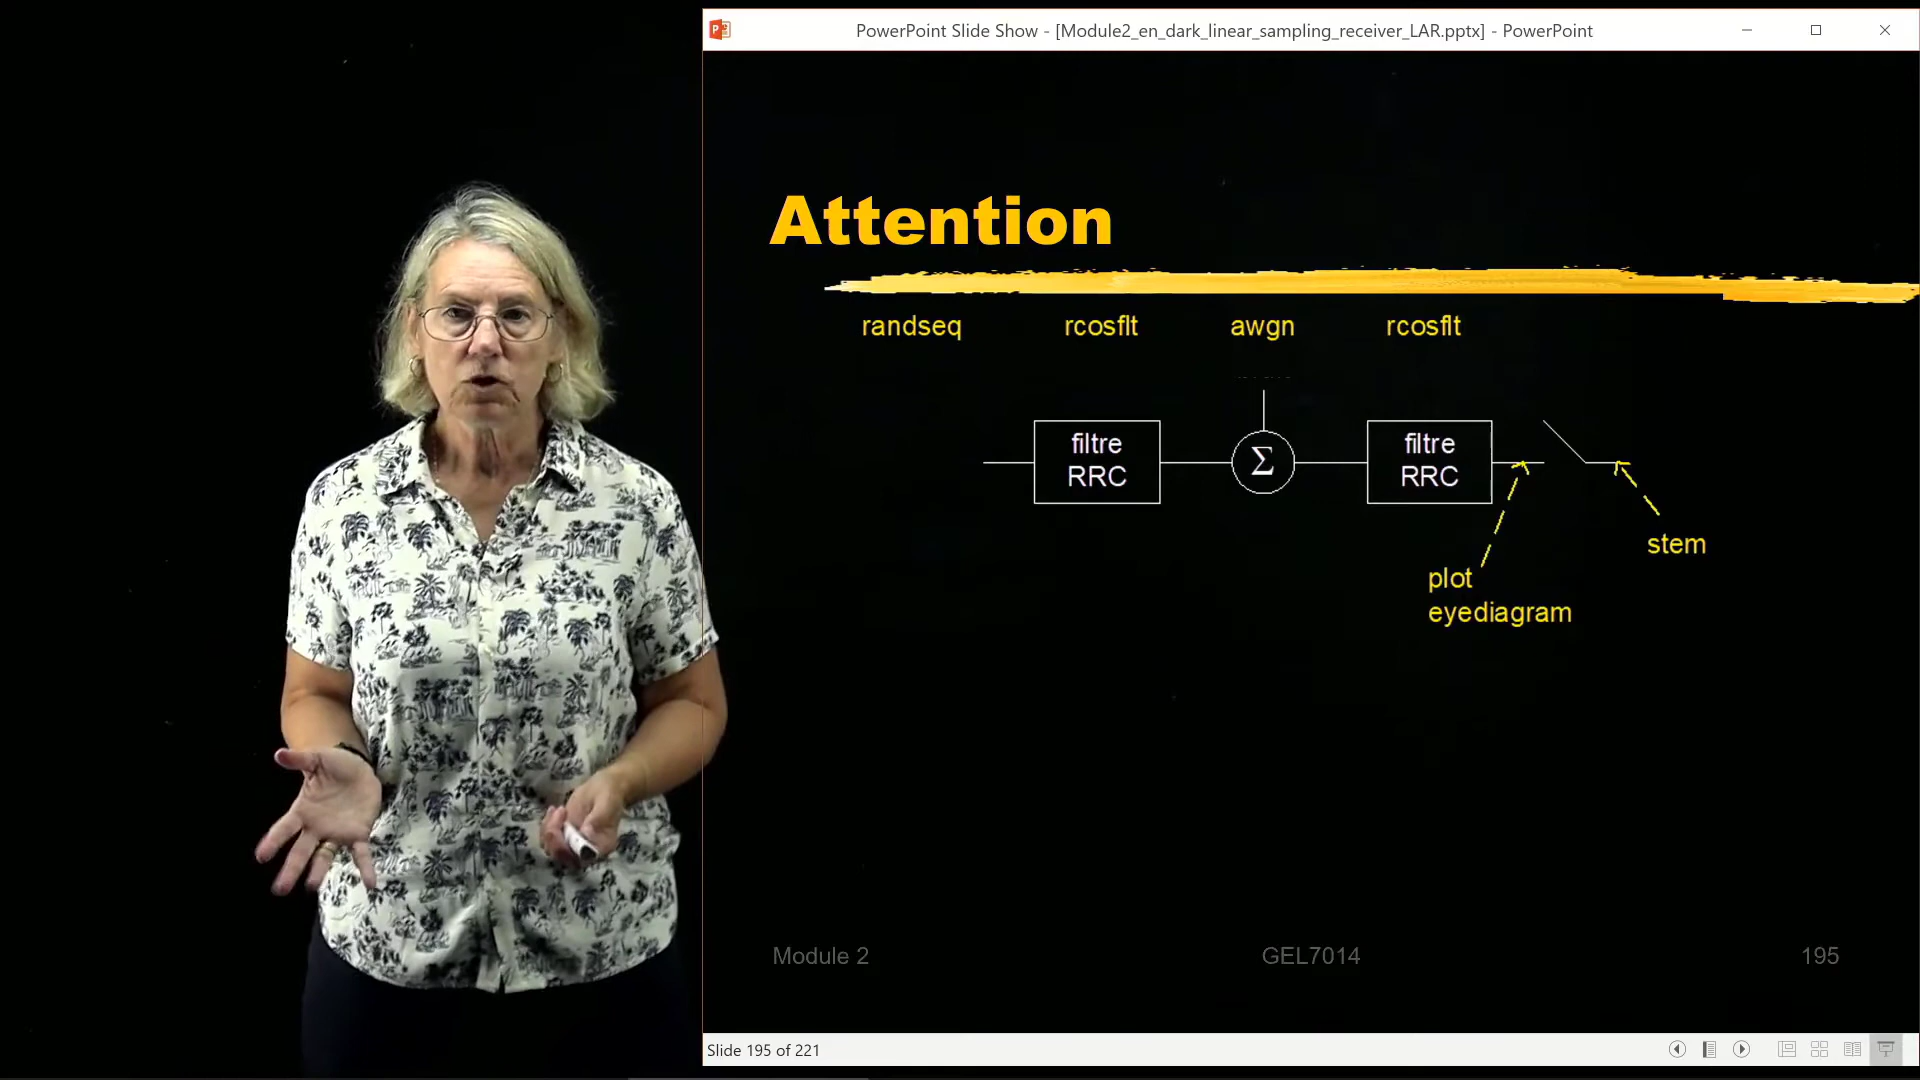 PowerPoint Slide Show - [Module2_en_dark_linear_sampling_receiver_LAR.pptx] - PowerPoint
Attention
randseq rcosflt awgn rcosflt
filtre
RRC
Σ
filtre
RRC
stem
plot
eyediagram
Module 2 GEL7014 195
Slide 195 of 221